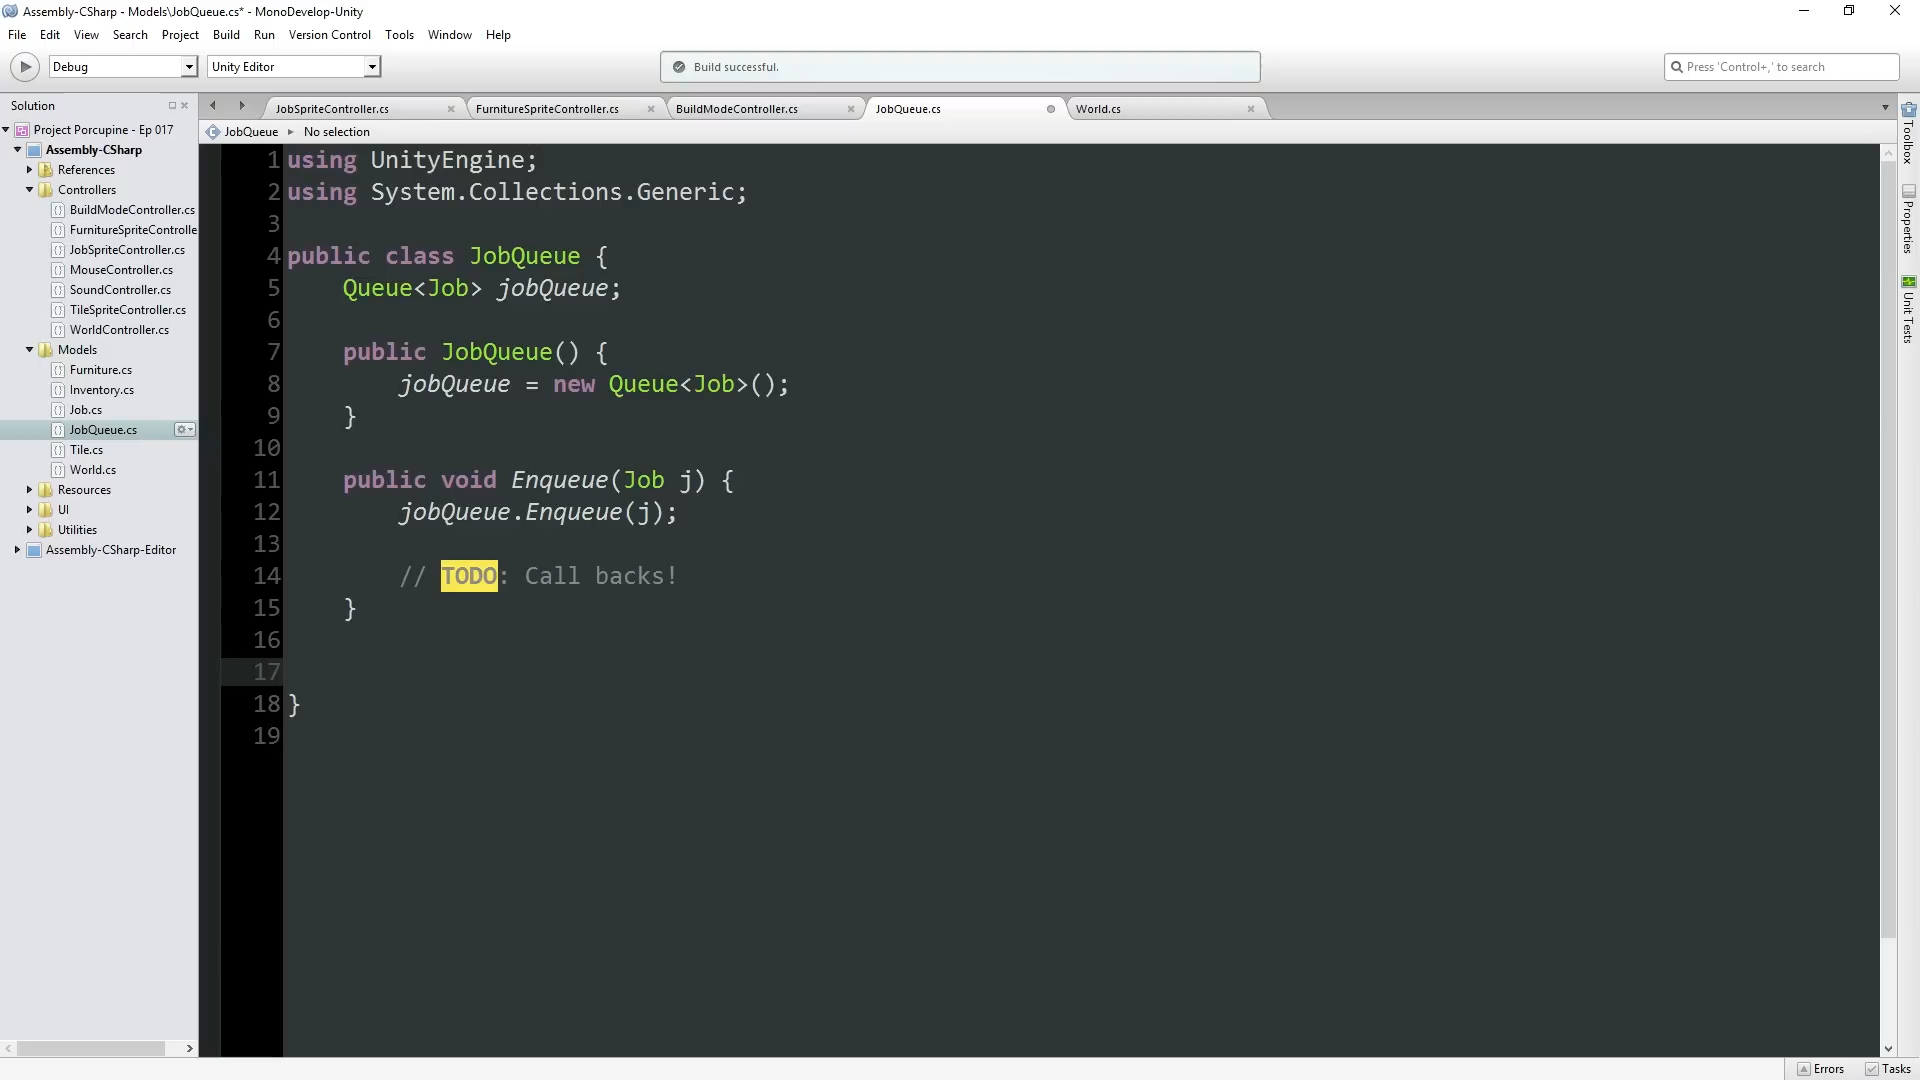 Assembly-CSharp - Models\JobQueue.cs* - MonoDevelop-Unity
File Edit View Search Project Build Run Version Control Tools Window Help
Debug Unity Editor Build successful. Press 'Control+,' to search
Solution JobSpriteController.cs FurnitureSpriteController.cs BuildModeController.cs JobQueue.cs World.cs
JobQueue No selection
Project Porcupine - Ep 017
Assembly-CSharp
References
Controllers
BuildModeController.cs
FurnitureSpriteControlle
JobSpriteController.cs
MouseController.cs
SoundController.cs
TileSpriteController.cs
WorldController.cs
Models
Furniture.cs
Inventory.cs
Job.cs
JobQueue.cs
Tile.cs
World.cs
Resources
UI
Utilities
Assembly-CSharp-Editor
1 using UnityEngine;
2 using System.Collections.Generic;
3
4 public class JobQueue {
5 Queue<Job> jobQueue;
6
7 public JobQueue() {
8 jobQueue = new Queue<Job>();
9 }
10
11 public void Enqueue(Job j) {
12 jobQueue.Enqueue(j);
13
14 // TODO: Call backs!
15 }
16
17
18 }
19
Toolbox
Properties
Unit Tests
Errors Tasks